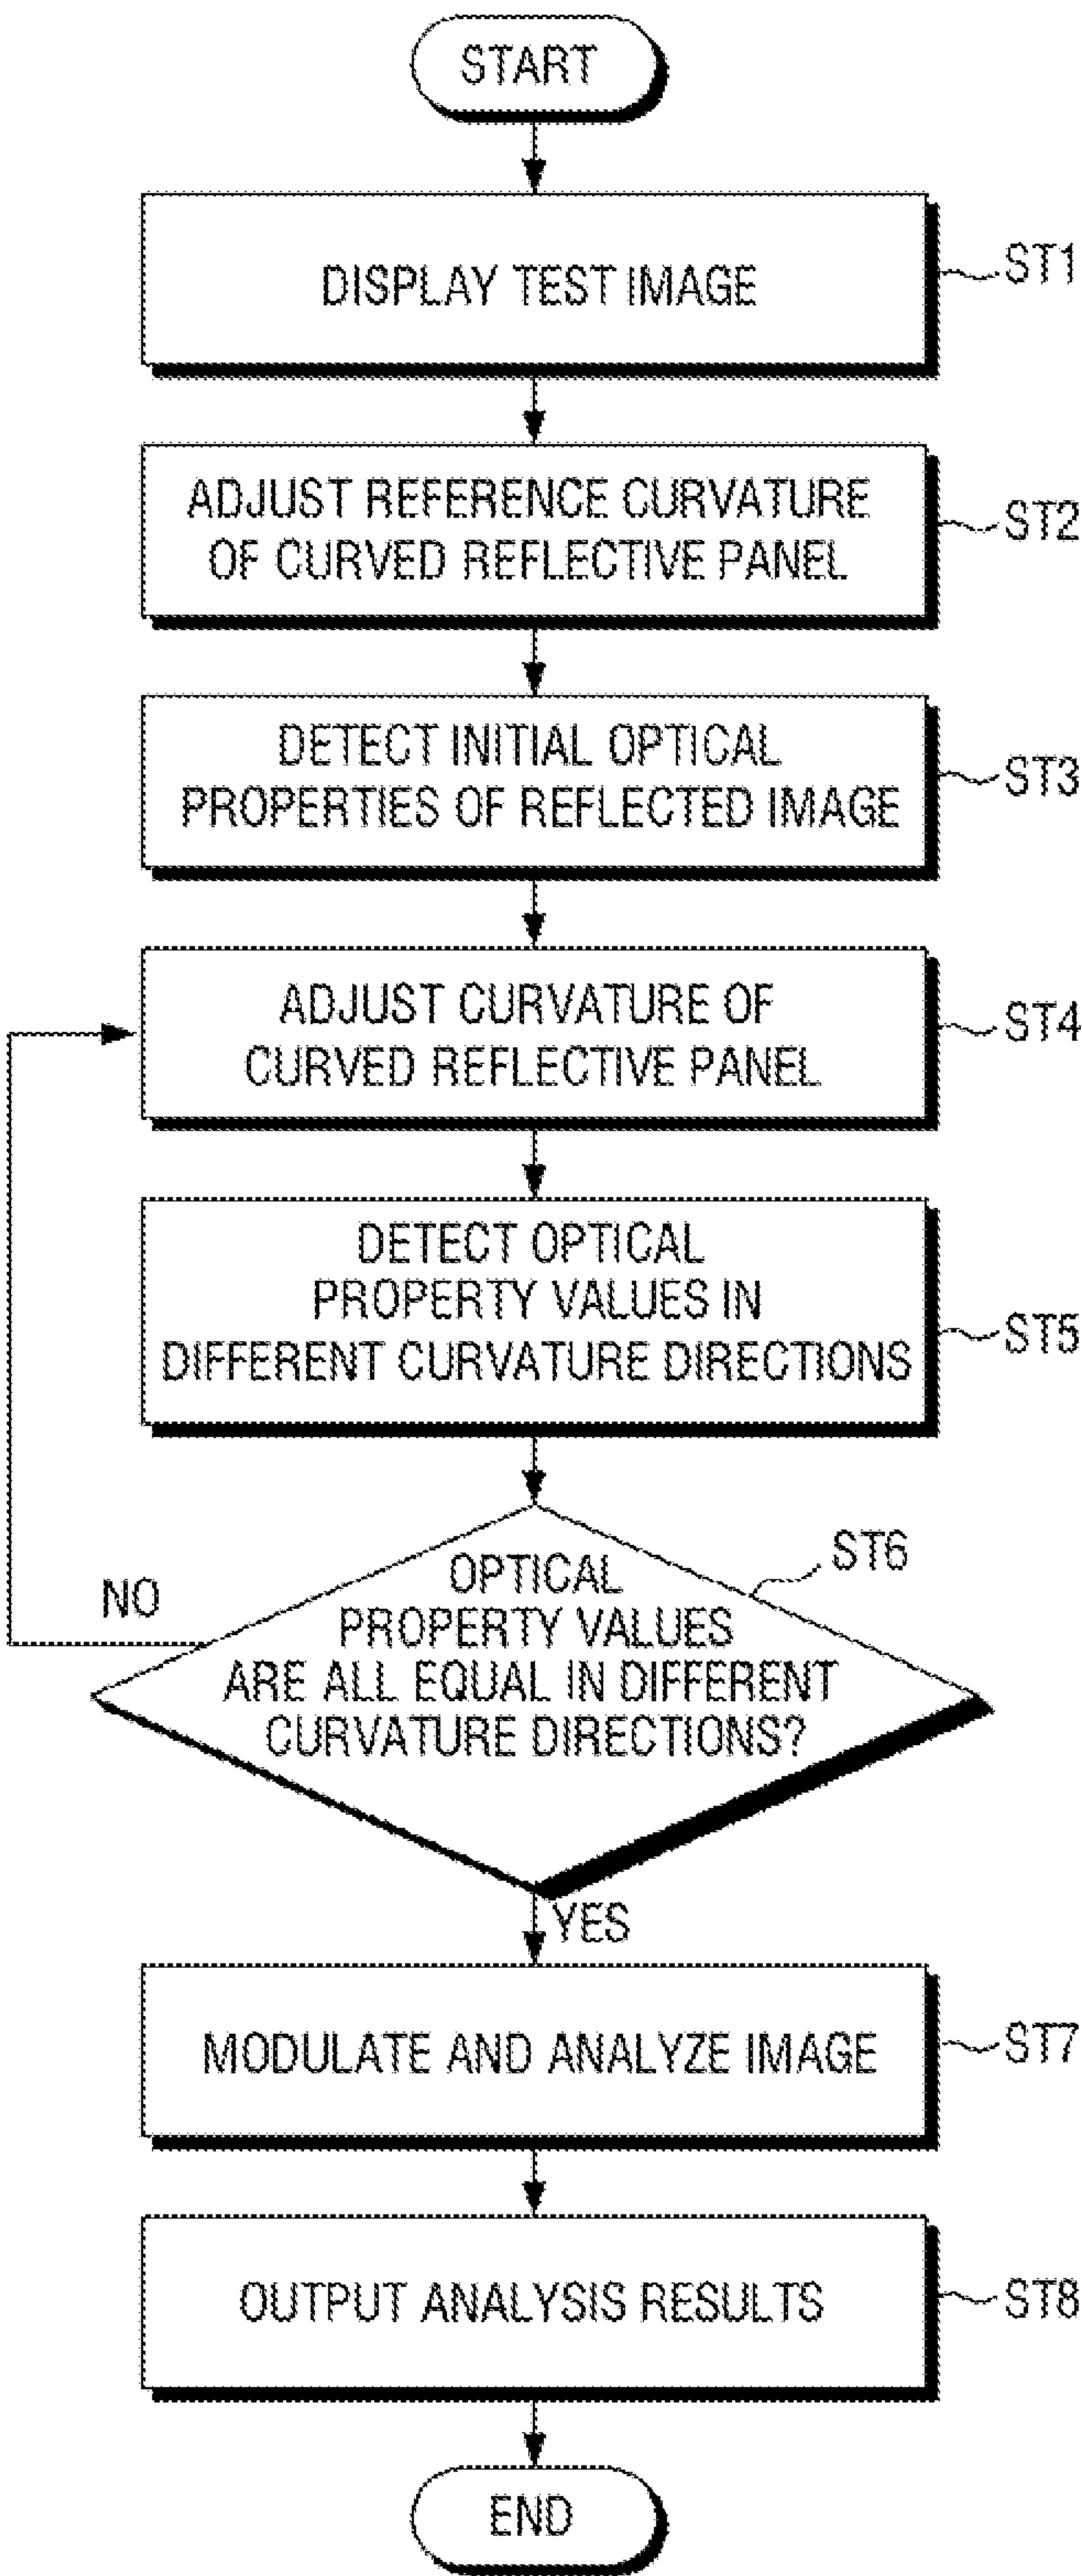 START
DISPLAY TEST IMAGE
ST1
ADJUST REFERENCE CURVATURE
OF CURVED REFLECTIVE PANEL
ST2
DETECT INITIAL OPTICAL
PROPERTIES OF REFLECTED IMAGE
ST3
ADJUST CURVATURE OF
CURVED REFLECTIVE PANEL
ST4
DETECT OPTICAL
PROPERTY VALUES IN
DIFFERENT CURVATURE DIRECTIONS
ST5
OPTICAL
PROPERTY VALUES
ARE ALL EQUAL IN DIFFERENT
CURVATURE DIRECTIONS?
ST6
NO
YES
MODULATE AND ANALYZE IMAGE
ST7
OUTPUT ANALYSIS RESULTS
ST8
END